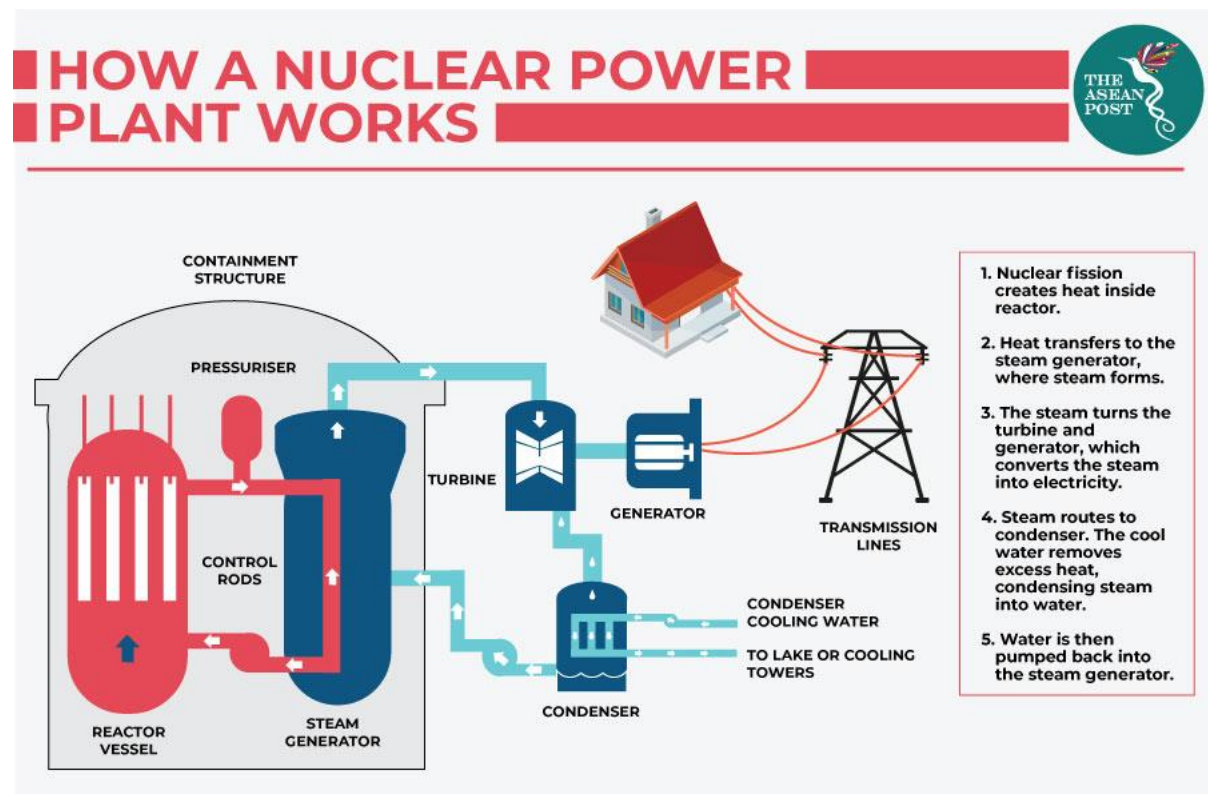 HOW A NUCLEAR POWER
PLANT WORKS
THE
ASEAN
POST
CONTAINMENT
STRUCTURE
PRESSURISER
TURBINE
GENERATOR
TRANSMISSION
LINES
CONTROL
RODS
CONDENSER
COOLING WATER
TO LAKE OR COOLING
TOWERS
CONDENSER
REACTOR
VESSEL
STEAM
GENERATOR
1. Nuclear fission
creates heat inside
reactor.
2. Heat transfers to the
steam generator,
where steam forms.
3. The steam turns the
turbine and
generator, which
converts the steam
into electricity.
4. Steam routes to
condenser. The cool
water removes
excess heat,
condensing steam
into water.
5. Water is then
pumped back into
the steam generator.